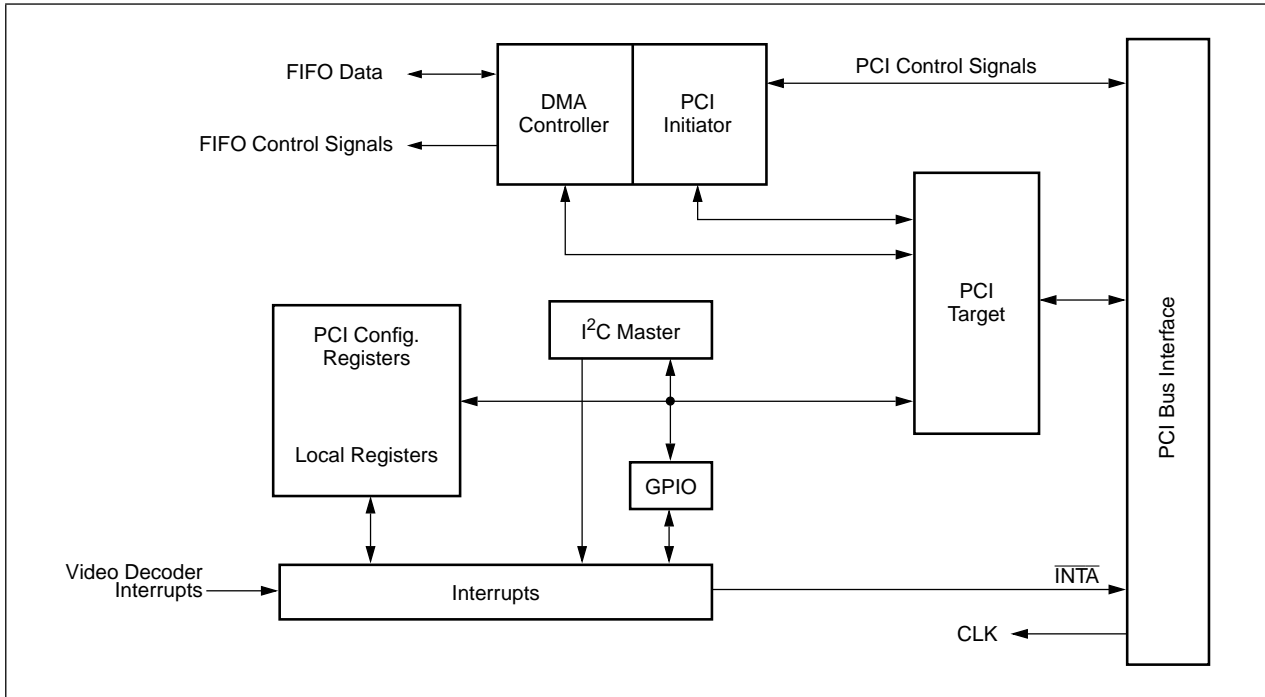 FIFO Data
FIFO Control Signals
DMA
Controller
PCI
Initiator
PCI Control Signals
PCI
Target
PCI Bus Interface
PCI Config.
Registers
Local Registers
I²C Master
GPIO
Video Decoder
Interrupts
Interrupts
INTA
CLK